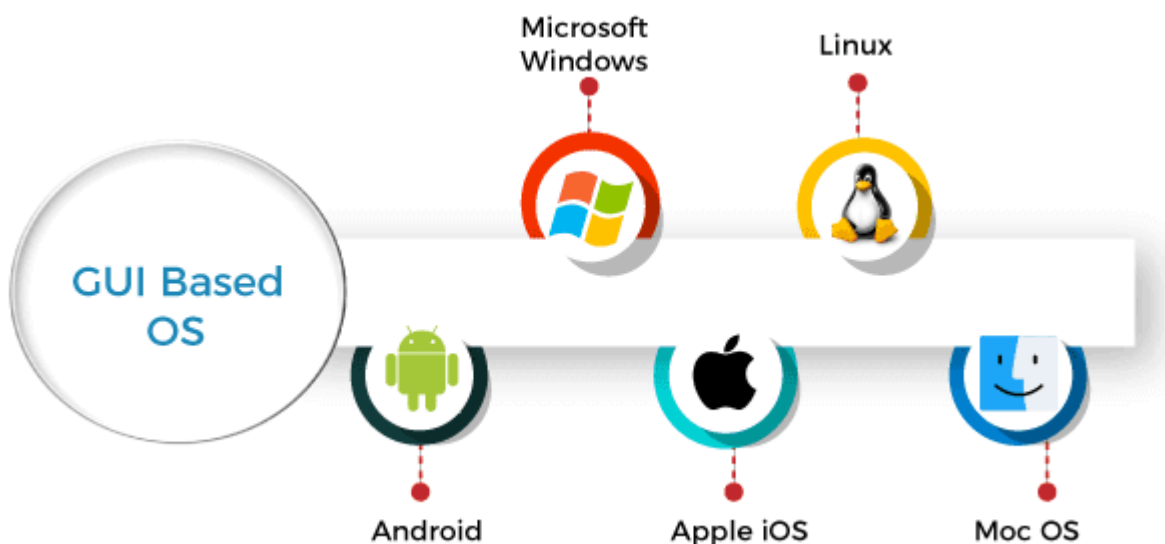 Microsoft
Windows
Linux
GUI Based
OS
Android
Apple iOS
Moc OS